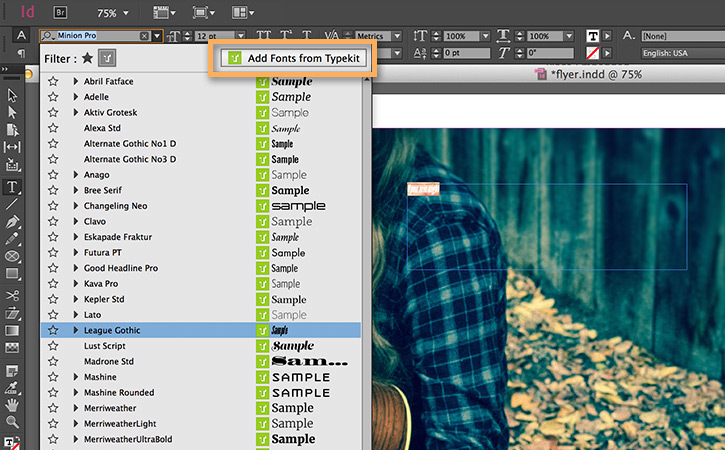 Id Br 75%
A Minion Pro 12 pt Metrics 100% 100% T A. [None]
¶ 0 pt 0° English: USA
Filter : Add Fonts from Typekit
*flyer.indd @ 75%
Abril Fatface Sample
Adelle Sample
Aktiv Grotesk Sample
Alexa Std Sample
Alternate Gothic No1 D Sample
Alternate Gothic No3 D Sample
Anago Sample
Bree Serif Sample
Changeling Neo sample
Clavo Sample
Eskapade Fraktur Sample
Futura PT Sample
Good Headline Pro Sample
Kava Pro Sample
Kepler Std Sample
Lato Sample
League Gothic Sample
Lust Script Sample
Madrone Std Sam...
Mashine SAMPLE
Mashine Rounded SAMPLE
Merriweather Sample
MerriweatherLight Sample
MerriweatherUltraBold Sample